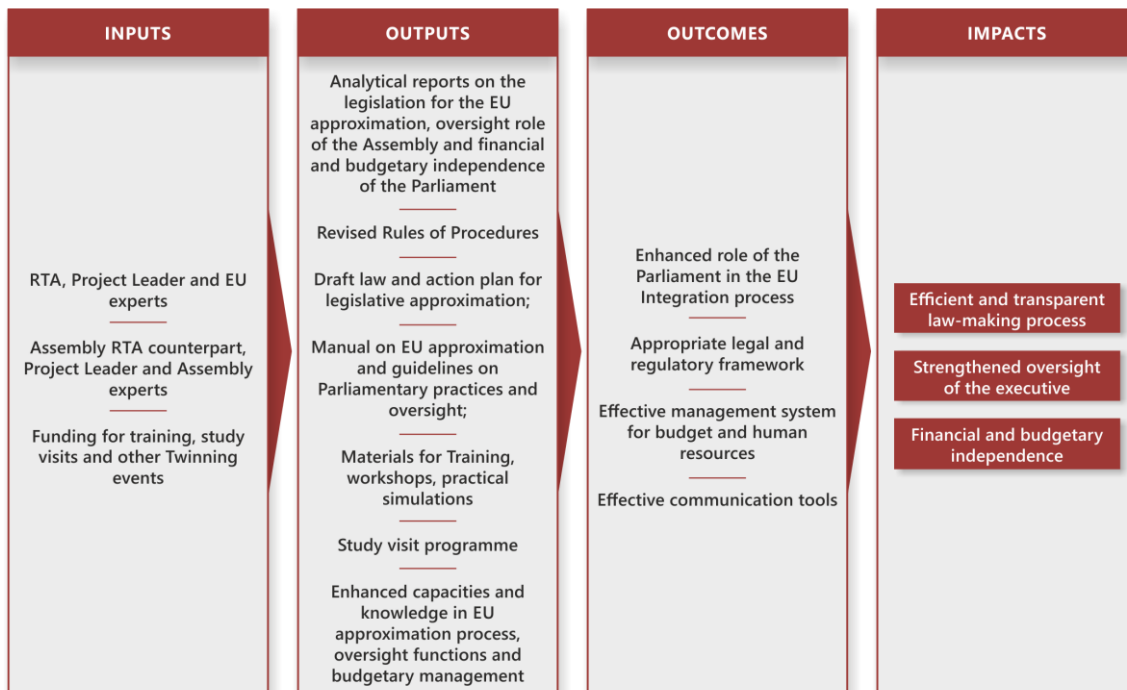 INPUTS
RTA, Project Leader and EU
experts
Assembly RTA counterpart,
Project Leader and Assembly
experts
Funding for training, study
visits and other Twinning
events
OUTPUTS
Analytical reports on the
legislation for the EU
approximation, oversight role
of the Assembly and financial
and budgetary independence
of the Parliament
Revised Rules of Procedures
Draft law and action plan for
legislative approximation;
Manual on EU approximation
and guidelines on
Parliamentary practices and
oversight;
Materials for Training,
workshops, practical
simulations
Study visit programme
Enhanced capacities and
knowledge in EU
approximation process,
oversight functions and
budgetary management
OUTCOMES
Enhanced role of the
Parliament in the EU
Integration process
Appropriate legal and
regulatory framework
Effective management system
for budget and human
resources
Effective communication tools
IMPACTS
Efficient and transparent
law-making process
Strengthened oversight
of the executive
Financial and budgetary
independence